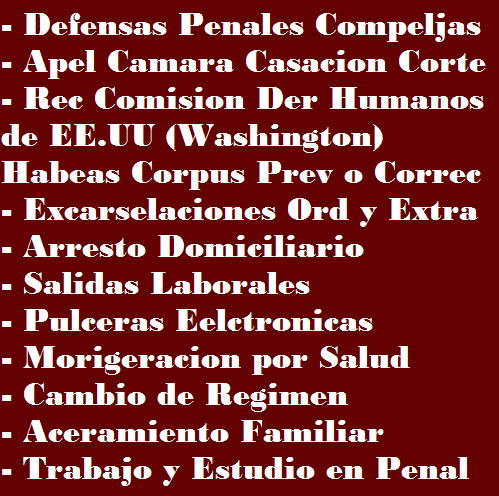 - Defensas Penales Compeljas
- Apel Camara Casacion Corte
- Rec Comision Der Humanos
de EE.UU (Washington)
Habeas Corpus Prev o Correc
- Excarselaciones Ord y Extra
- Arresto Domiciliario
- Salidas Laborales
- Pulceras Eelctronicas
- Morigeracion por Salud
- Cambio de Regimen
- Aceramiento Familiar
- Trabajo y Estudio en Penal